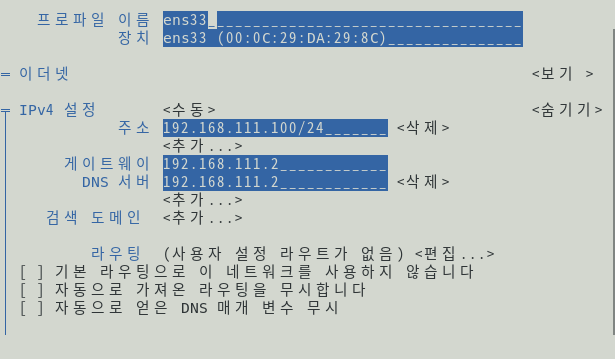 프로파일 이름 ens33
장치 ens33 (00:0C:29:DA:29:8C)
= 이더넷 <보기 >
= IPv4 설정 <수동> <숨기기>
주소 192.168.111.100/24 <삭제>
<추가...>
게이트웨이 192.168.111.2
DNS 서버 192.168.111.2 <삭제>
<추가...>
검색 도메인 <추가...>
라우팅 (사용자 설정 라우트가 없음) <편집...>
[ ] 기본 라우팅으로 이 네트워크를 사용하지 않습니다
[ ] 자동으로 가져온 라우팅을 무시합니다
[ ] 자동으로 얻은 DNS 매개 변수 무시